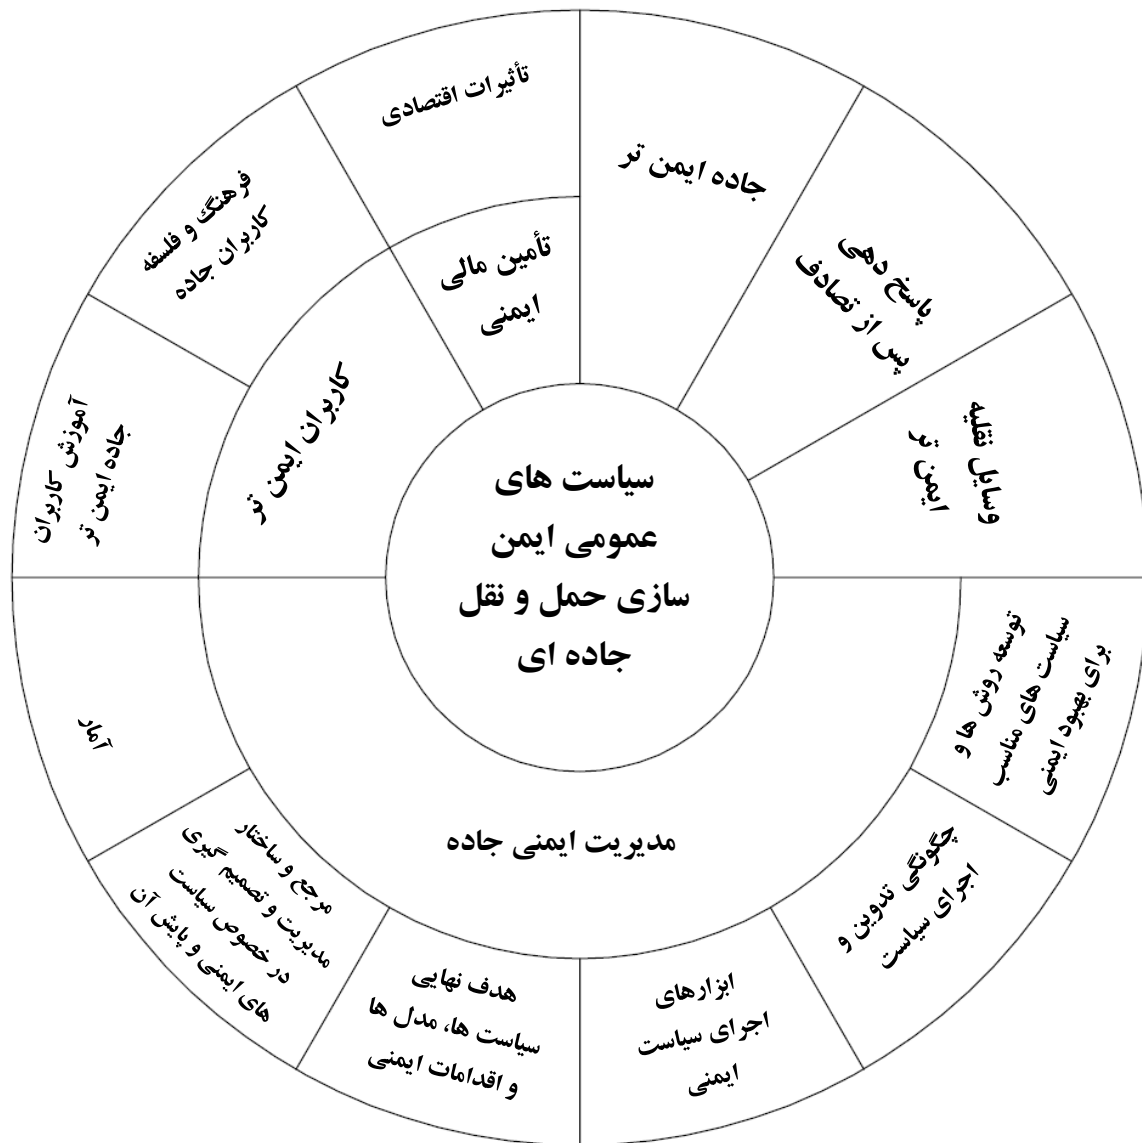 تأثیرات اقتصادی
جاده ایمن تر
پاسخ دهی
پس از تصادف
وسایل نقلیه
ایمن تر
فرهنگ و فلسفه
کاربران جاده
تأمین مالی
ایمنی
آموزش کاربران
جاده ایمن تر
کاربران ایمن تر
سیاست های
عمومی ایمن
سازی حمل و نقل
جاده ای
توسعه روش ها و
سیاست های مناسب
برای بهبود ایمنی
آمار
مدیریت ایمنی جاده
چگونگی تدوین و
اجرای سیاست
مرجع و ساختار
مدیریت و تصمیم گیری
در خصوص سیاست
های ایمنی و پایش آن
هدف نهایی
سیاست ها، مدل ها
و اقدامات ایمنی
ابزارهای
اجرای سیاست
ایمنی